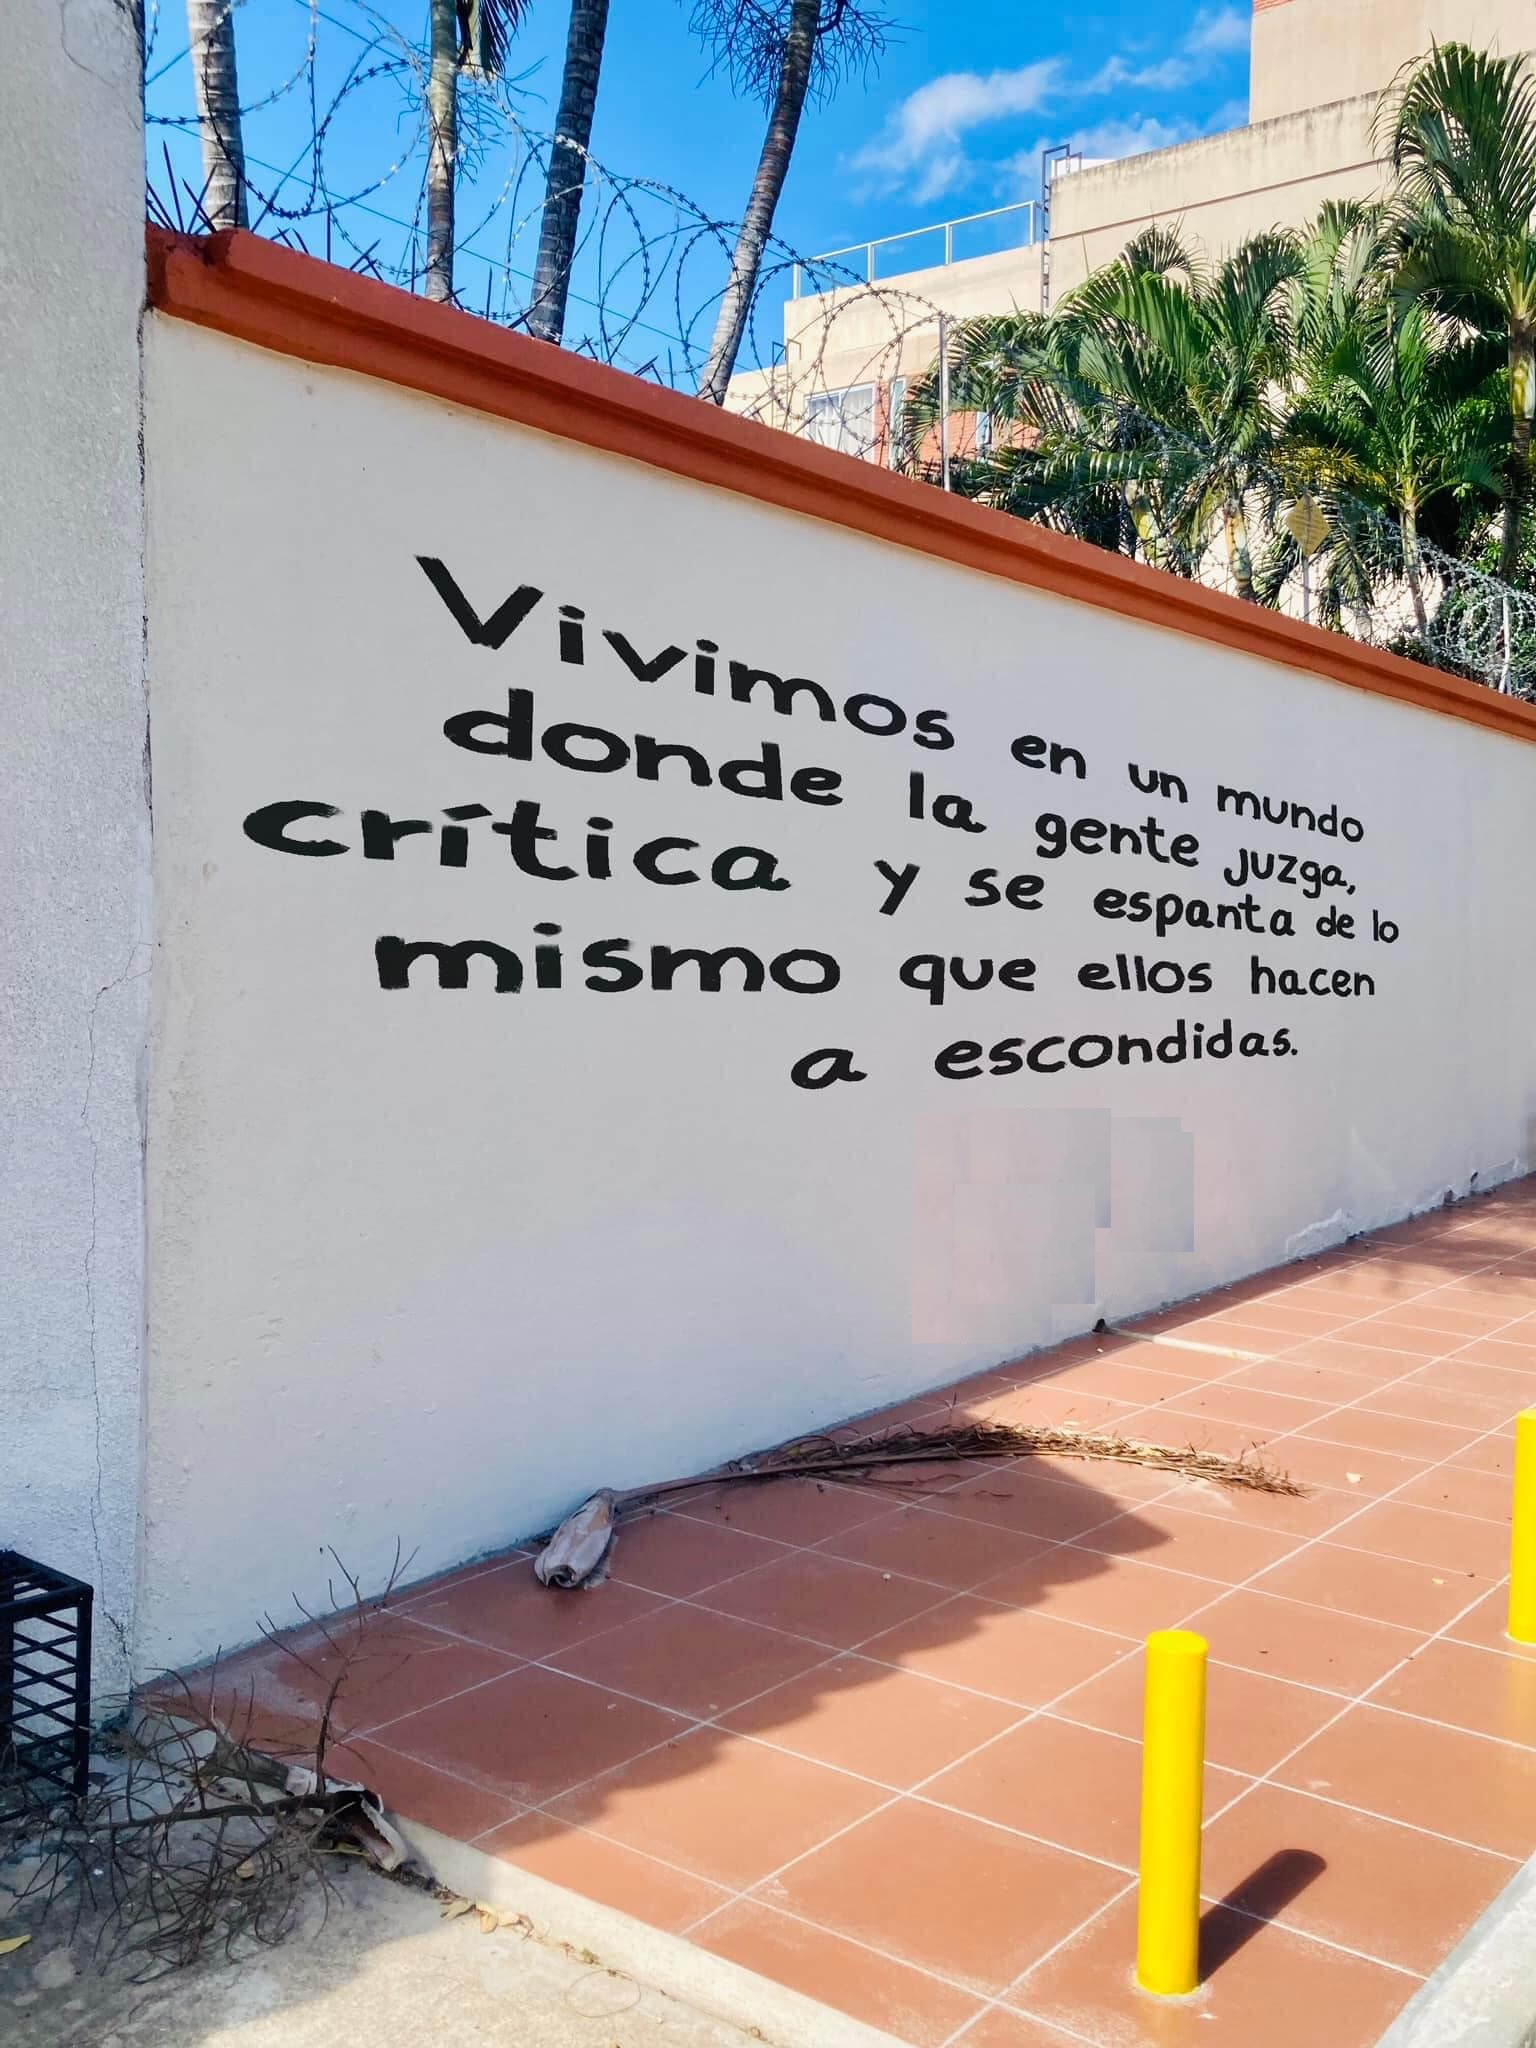 Vivimos en un mundo
donde la gente juzga,
crítica y se espanta de lo
mismo que ellos hacen
a escondidas.